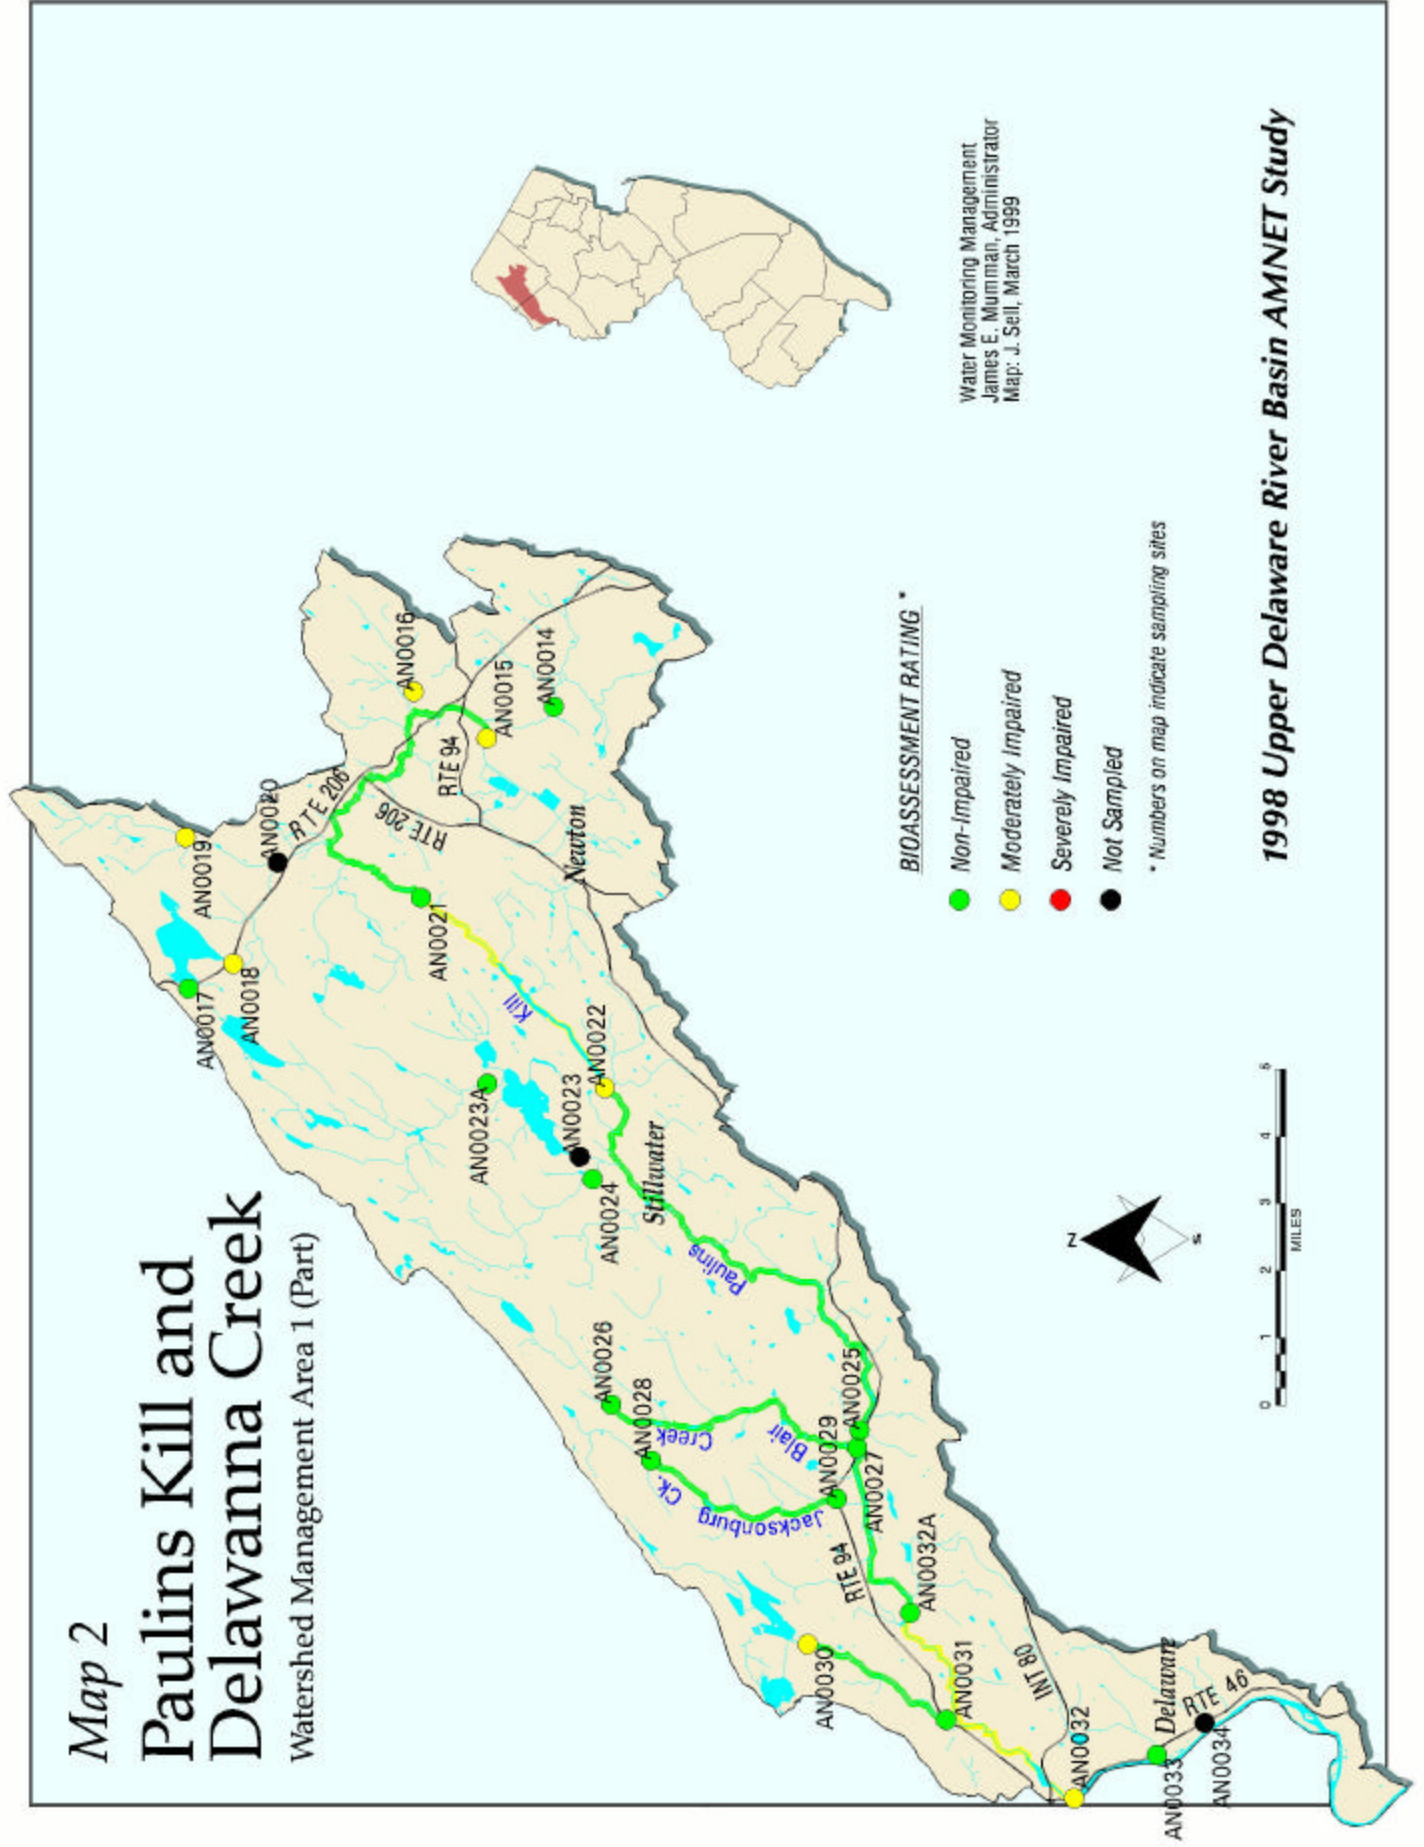 Map 2
Paulins Kill and
Delawanna Creek
Watershed Management Area 1 (Part)
AN0019
AN0020
AN0017
AN0018
RTE 206
RTE 206
AN0016
RTE 94
AN0015
AN0014
Newton
AN0021
Kill
AN0022
AN0023A
AN0023
AN0024
Stillwater
Paulins
AN0026
AN0028
Creek
Blair
Ck.
Jacksonburg
AN0025
AN0029
AN0027
RTE 94
AN0032A
AN0030
AN0031
INT 80
AN0032
Delaware
RTE 46
AN0033
AN0034
Water Monitoring Management
James E. Mumman, Administrator
Map: J. Sell, March 1999
BIOASSESSMENT RATING *
Non-Impaired
Moderately Impaired
Severely Impaired
Not Sampled
* Numbers on map indicate sampling sites
N
S
0 1 2 3 4 5
MILES
1998 Upper Delaware River Basin AMNET Study